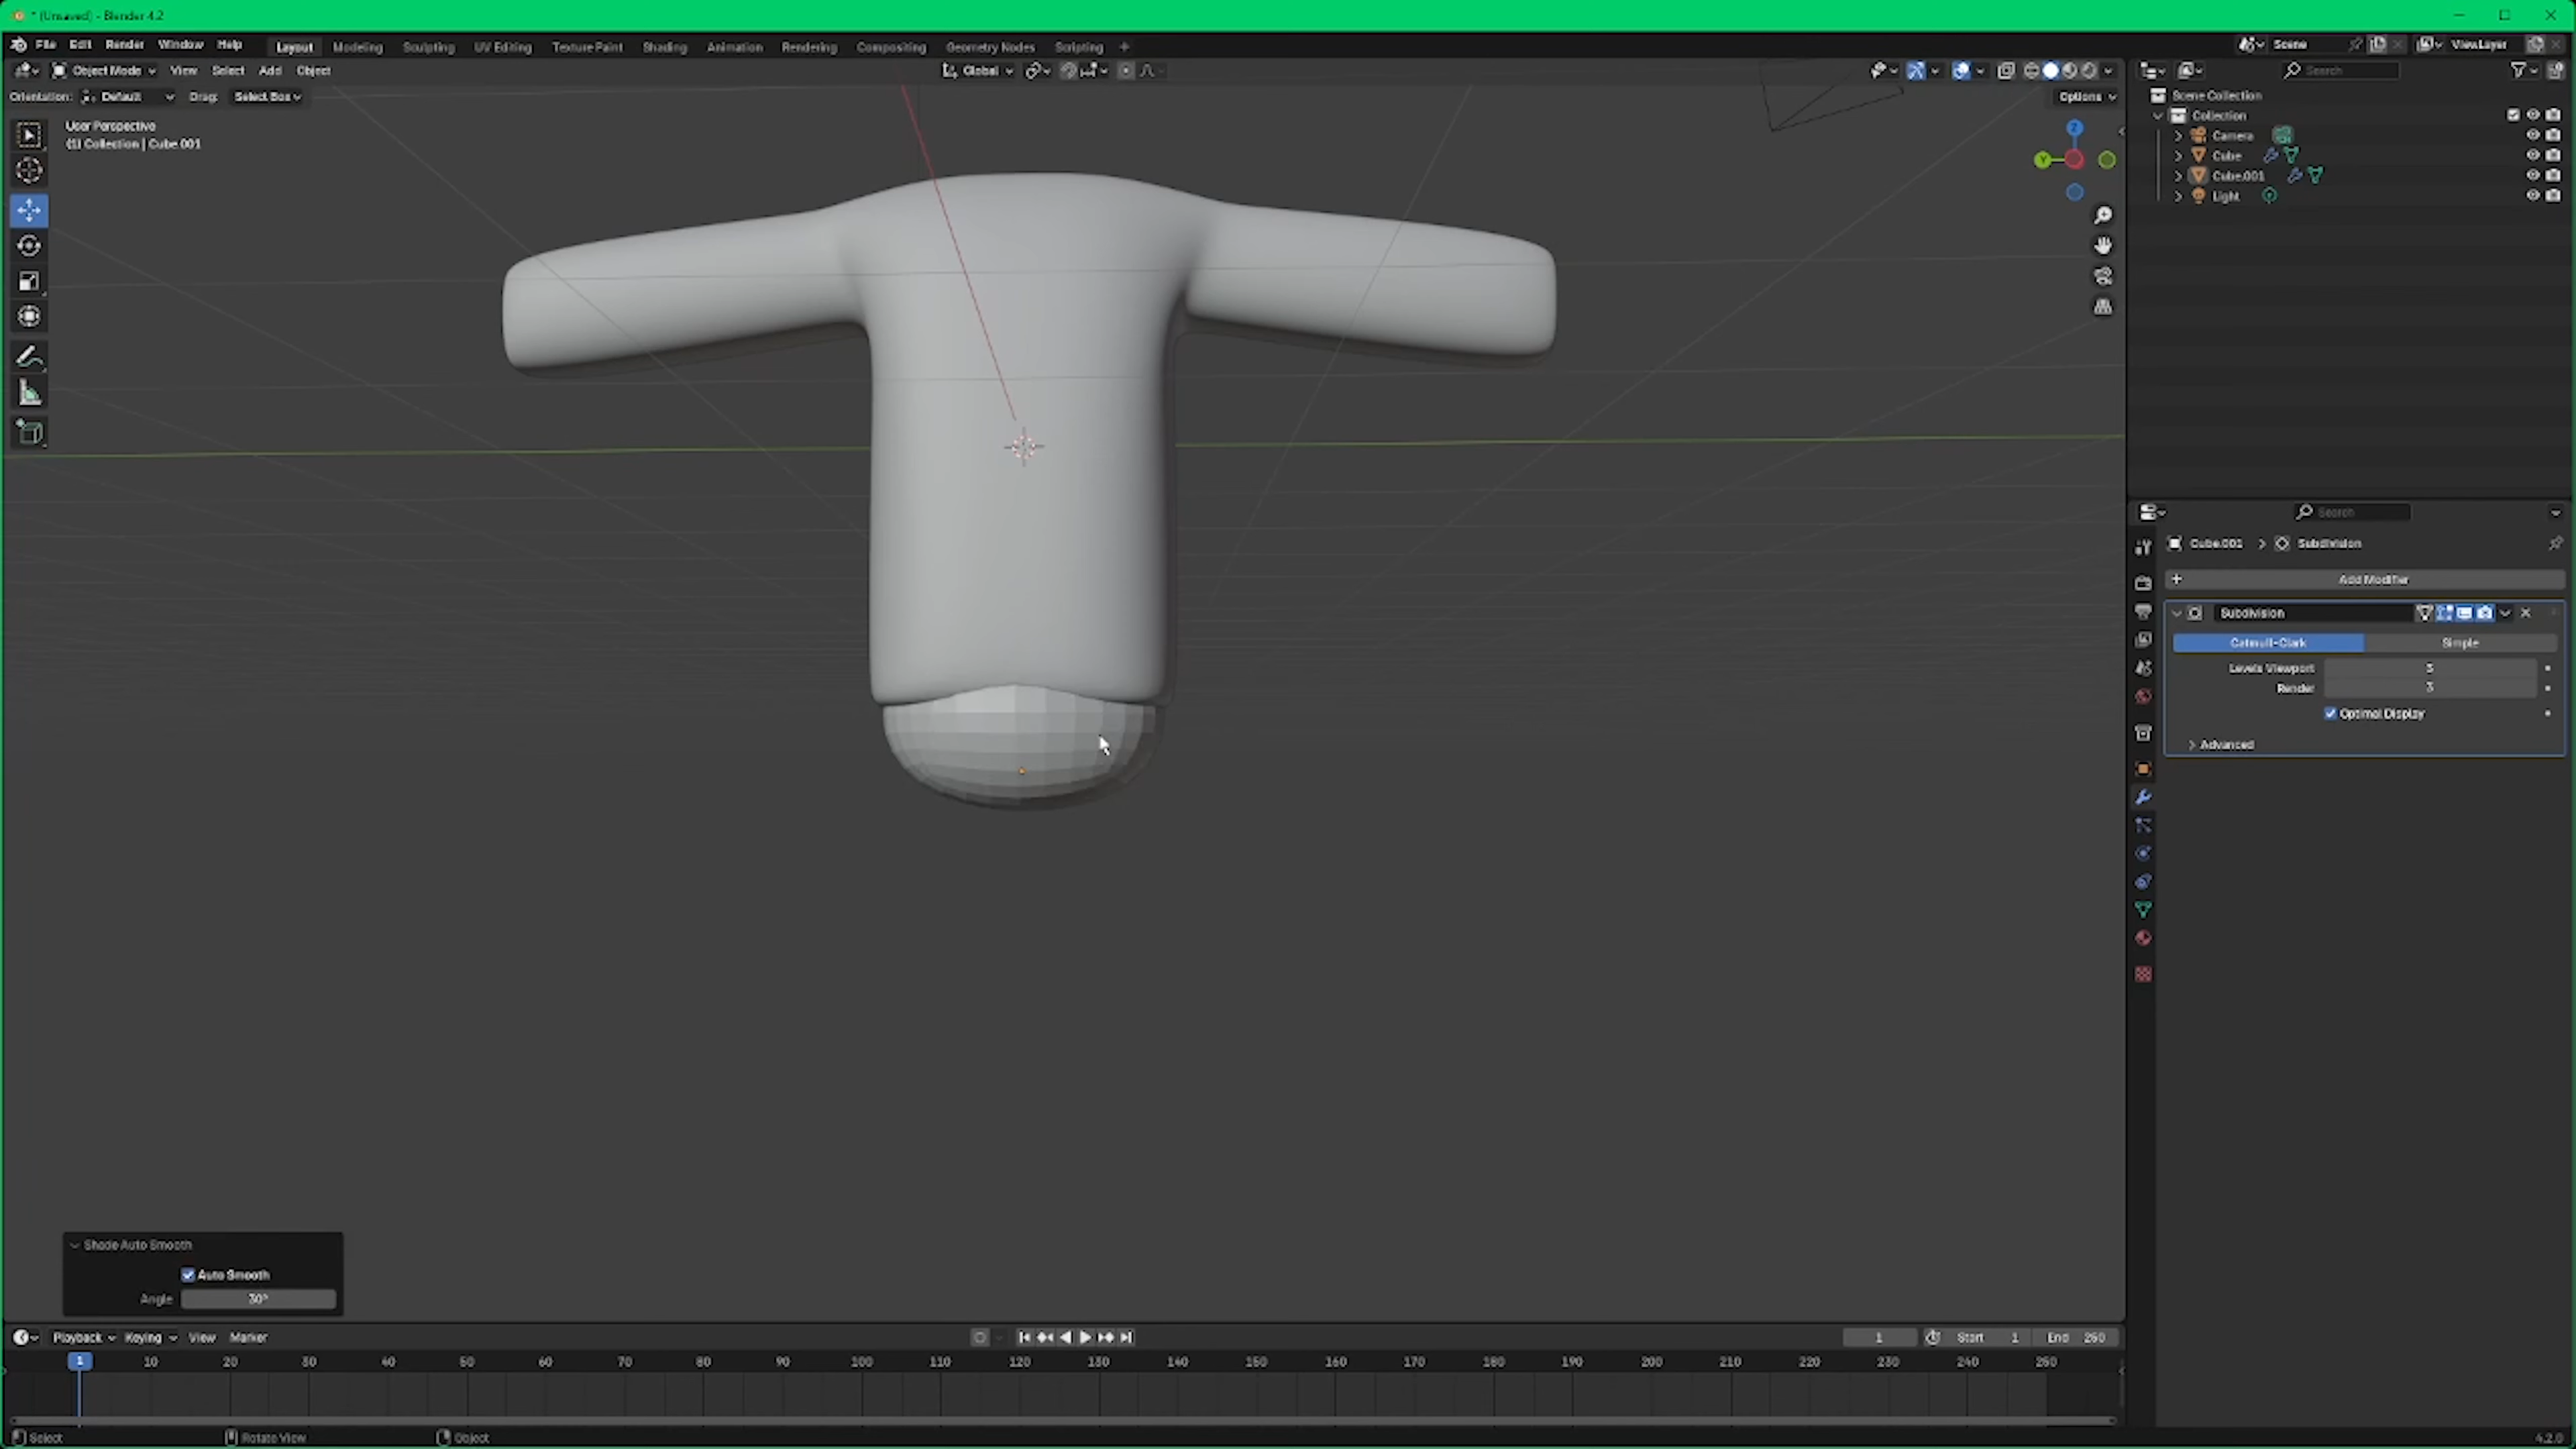 * (Unsaved) - Blender 4.2
File Edit Render Window Help Layout Modeling Sculpting UV Editing Texture Paint Shading Animation Rendering Compositing Geometry Nodes Scripting + Scene ViewLayer
Object Mode View Select Add Object Global Search
Orientation: Default Drag: Select Box Options
User Perspective
(1) Collection | Cube.001
Scene Collection
Collection
Camera
Cube
Cube.001
Light
Z
Y
Search
Cube.001 > Subdivision
+ Add Modifier
Subdivision
Catmull-Clark Simple
Levels Viewport 3
Render 3
Optimal Display
Advanced
Shade Auto Smooth
Auto Smooth
Angle 30°
Playback Keying View Marker 1 Start 1 End 250
1 10 20 30 40 50 60 70 80 90 100 110 120 130 140 150 160 170 180 190 200 210 220 230 240 250
Select Rotate View Object 4.2.0